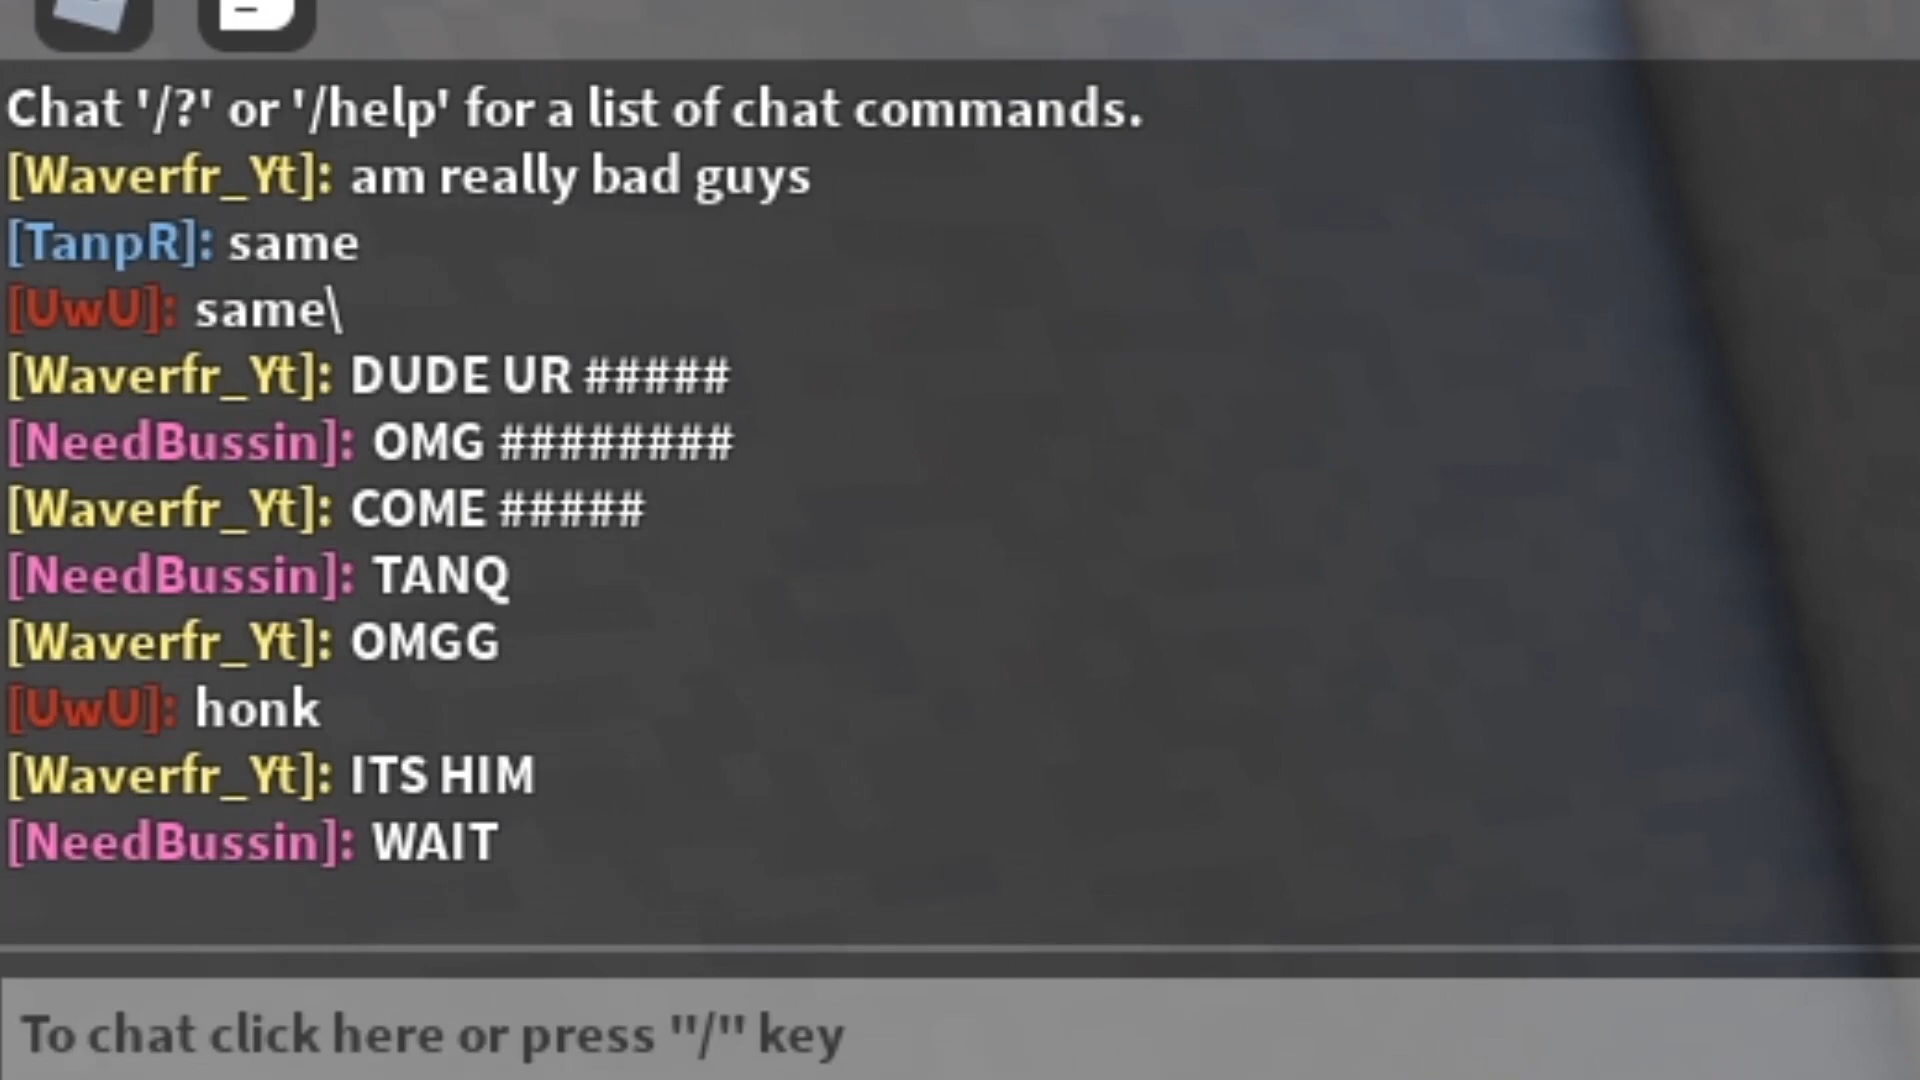 Chat '/?' or '/help' for a list of chat commands.
[Waverfr_Yt]: am really bad guys
[TanpR]: same
[UwU]: same\
[Waverfr_Yt]: DUDE UR #####
[NeedBussin]: OMG ########
[Waverfr_Yt]: COME #####
[NeedBussin]: TANQ
[Waverfr_Yt]: OMGG
[UwU]: honk
[Waverfr_Yt]: ITS HIM
[NeedBussin]: WAIT
To chat click here or press "/" key